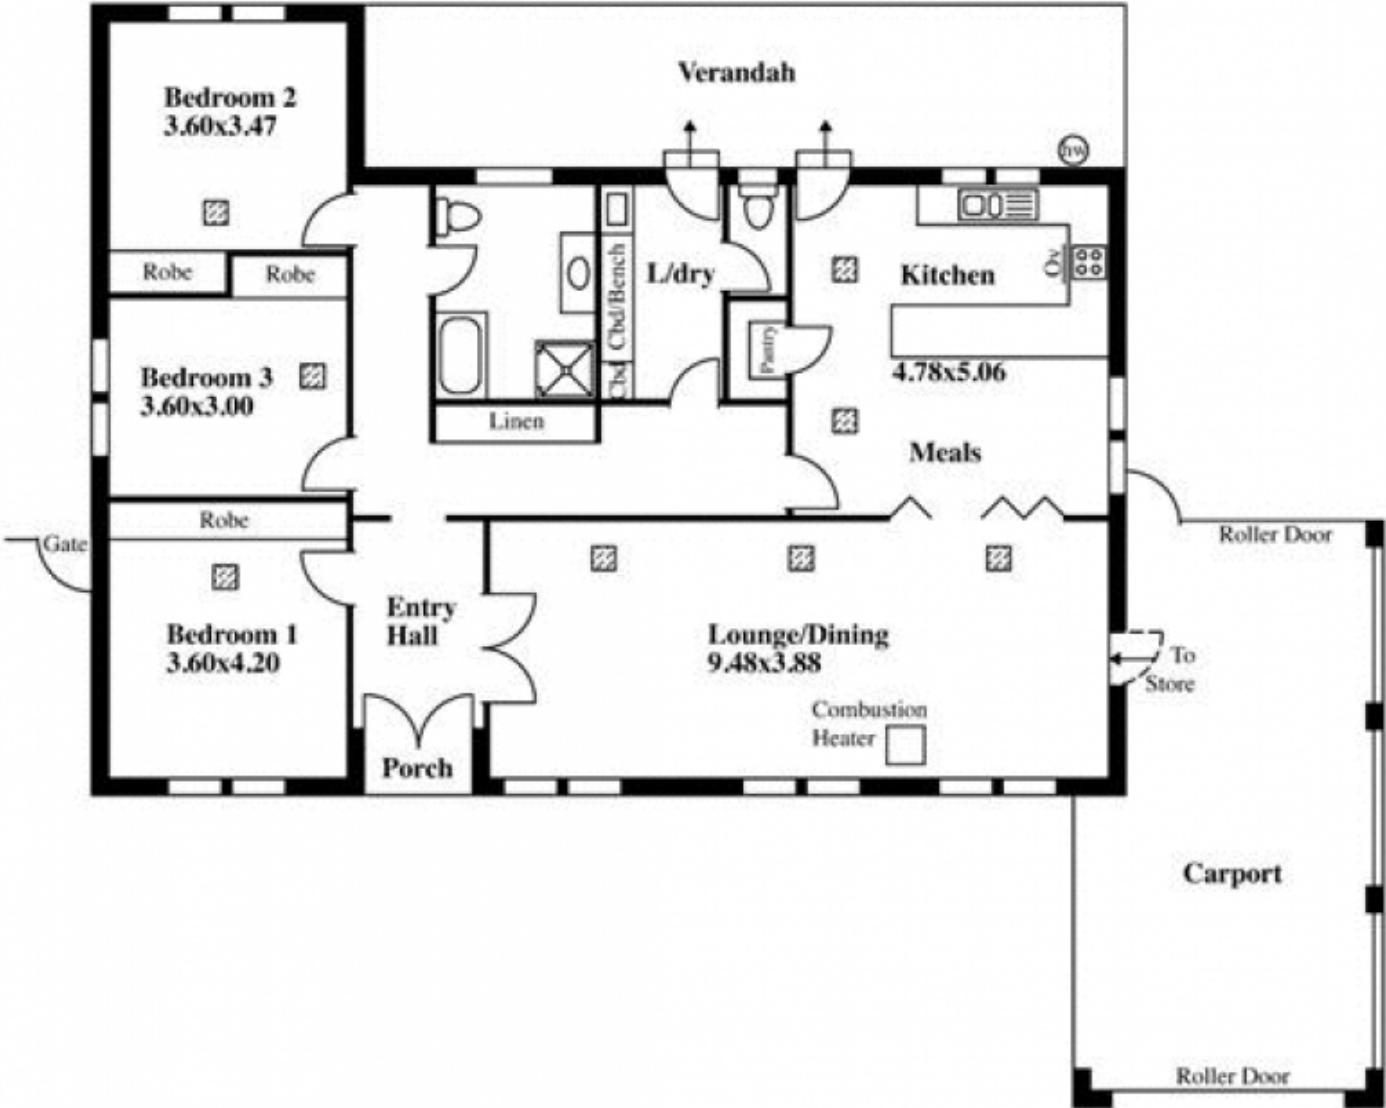 Verandah
Bedroom 2
3.60x3.47
hw
Robe
Robe
L/dry
Cbd/Bench
Cbd
Kitchen
Ov
Pantry
4.78x5.06
Bedroom 3
3.60x3.00
Linen
Meals
Robe
Gate
Roller Door
Entry
Hall
Bedroom 1
3.60x4.20
Lounge/Dining
9.48x3.88
To
Store
Combustion
Heater
Porch
Carport
Roller Door